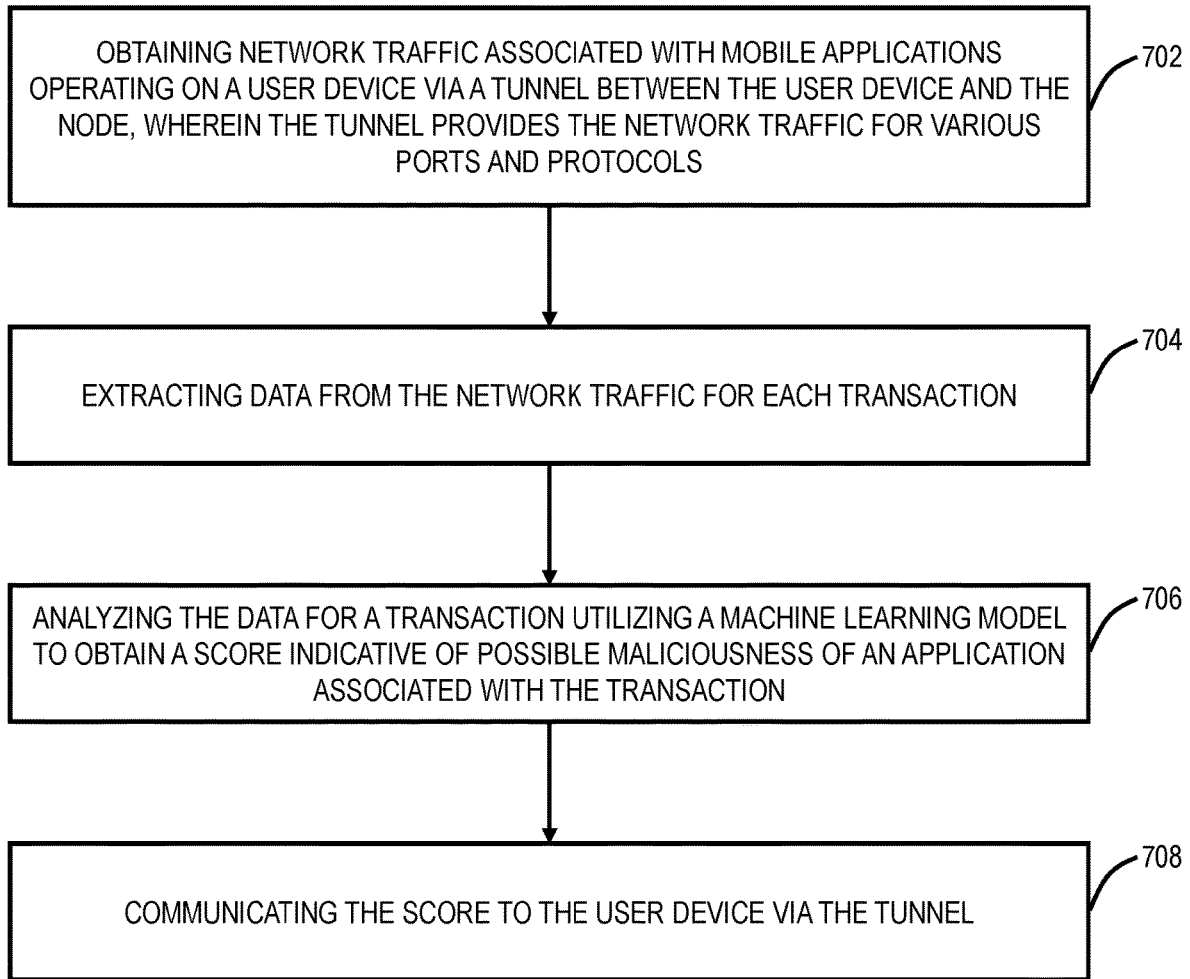 OBTAINING NETWORK TRAFFIC ASSOCIATED WITH MOBILE APPLICATIONS
OPERATING ON A USER DEVICE VIA A TUNNEL BETWEEN THE USER DEVICE AND THE
NODE, WHEREIN THE TUNNEL PROVIDES THE NETWORK TRAFFIC FOR VARIOUS
PORTS AND PROTOCOLS
702
EXTRACTING DATA FROM THE NETWORK TRAFFIC FOR EACH TRANSACTION
704
ANALYZING THE DATA FOR A TRANSACTION UTILIZING A MACHINE LEARNING MODEL
TO OBTAIN A SCORE INDICATIVE OF POSSIBLE MALICIOUSNESS OF AN APPLICATION
ASSOCIATED WITH THE TRANSACTION
706
COMMUNICATING THE SCORE TO THE USER DEVICE VIA THE TUNNEL
708